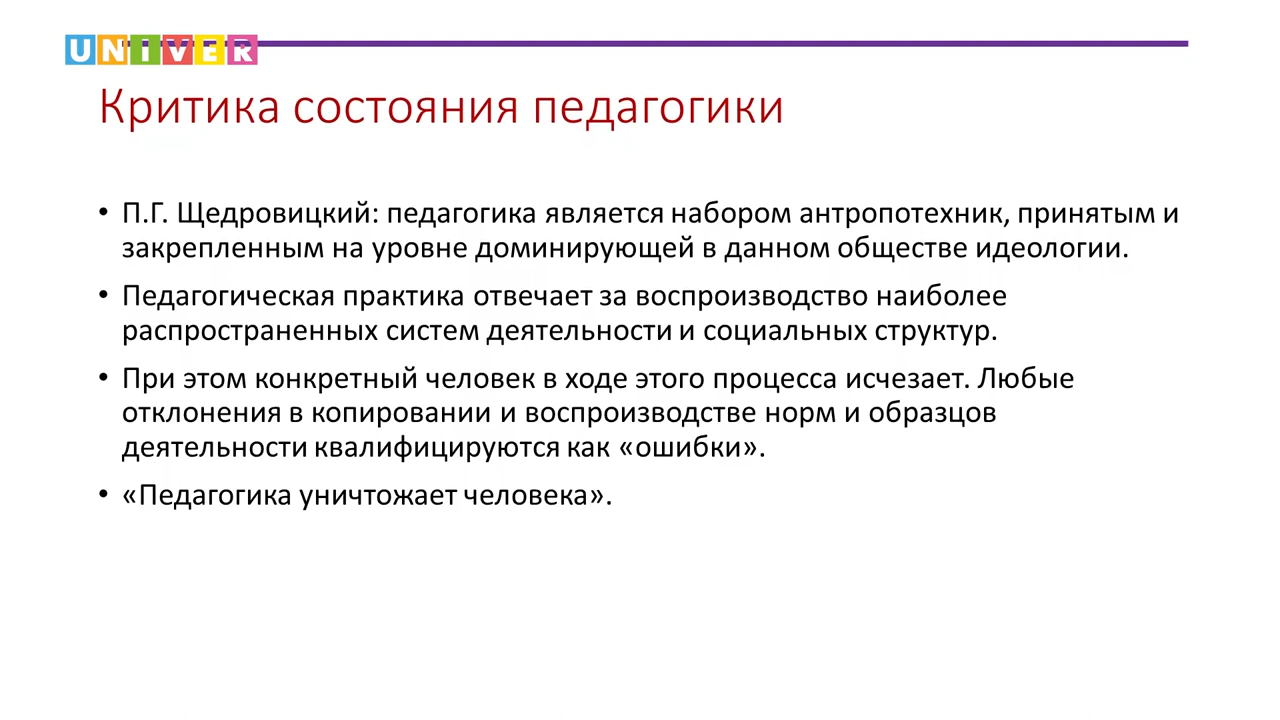 UNIVER
Критика состояния педагогики
• П.Г. Щедровицкий: педагогика является набором антропотехник, принятым и
закрепленным на уровне доминирующей в данном обществе идеологии.
• Педагогическая практика отвечает за воспроизводство наиболее
распространенных систем деятельности и социальных структур.
• При этом конкретный человек в ходе этого процесса исчезает. Любые
отклонения в копировании и воспроизводстве норм и образцов
деятельности квалифицируются как «ошибки».
• «Педагогика уничтожает человека».